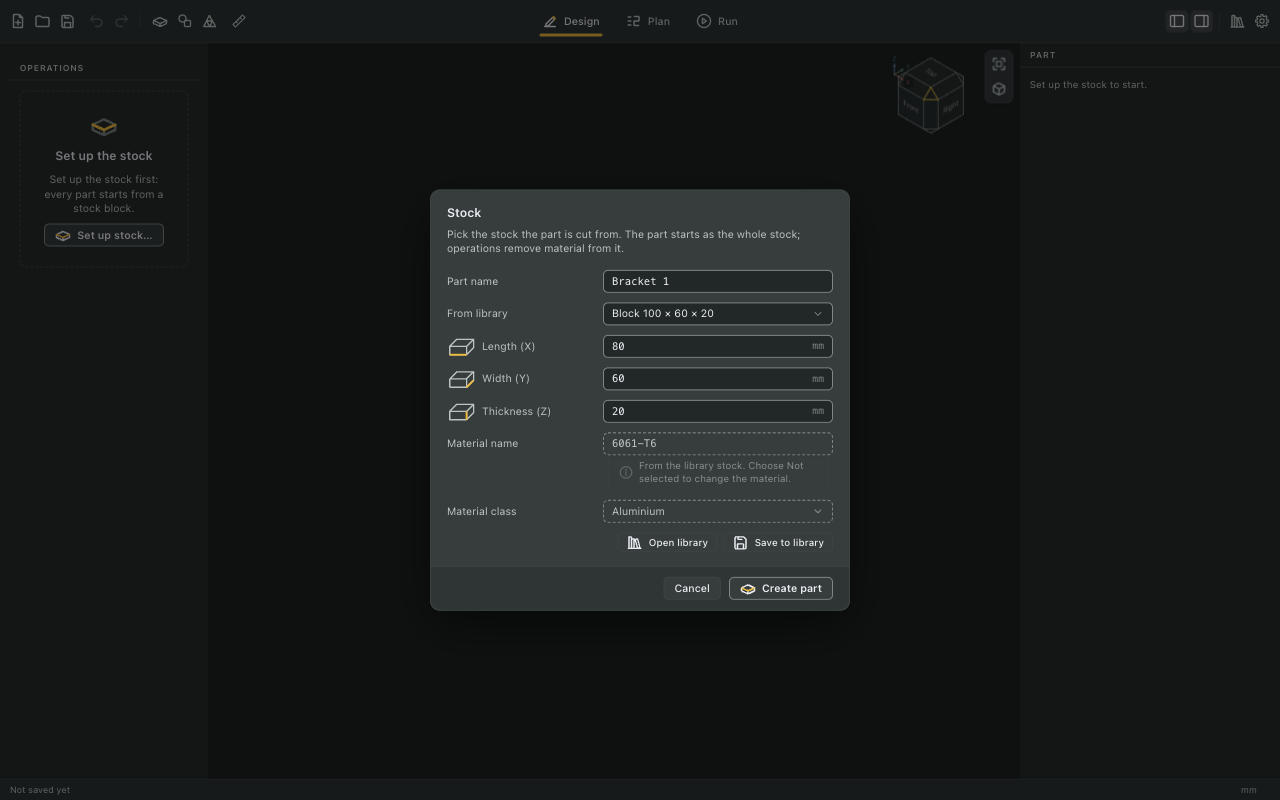 Design
Plan
Run
OPERATIONS
Set up the stock
Set up the stock first:
every part starts from a
stock block.
Set up stock...
Top
Front
Right
PART
Set up the stock to start.
Stock
Pick the stock the part is cut from. The part starts as the whole stock;
operations remove material from it.
Part name
Bracket 1
From library
Block 100 × 60 × 20
Length (X)
80 mm
Width (Y)
60 mm
Thickness (Z)
20 mm
Material name
6061-T6
From the library stock. Choose Not
selected to change the material.
Material class
Aluminium
Open library
Save to library
Cancel
Create part
Not saved yet
mm